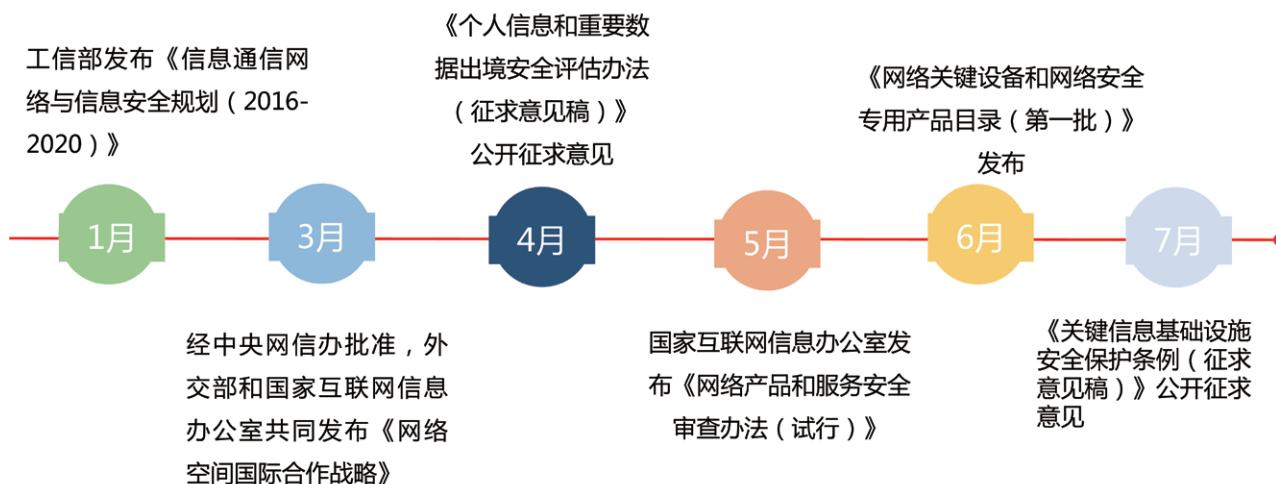 工信部发布《信息通信网
络与信息安全规划（2016-
2020）》
《个人信息和重要数
据出境安全评估办法
（征求意见稿）》
公开征求意见
《网络关键设备和网络安全
专用产品目录（第一批）》
发布
1月
3月
4月
5月
6月
7月
经中央网信办批准，外
交部和国家互联网信息
办公室共同发布《网络
空间国际合作战略》
国家互联网信息办公室发
布《网络产品和服务安全
审查办法（试行）》
《关键信息基础设施
安全保护条例（征求
意见稿）》公开征求
意见